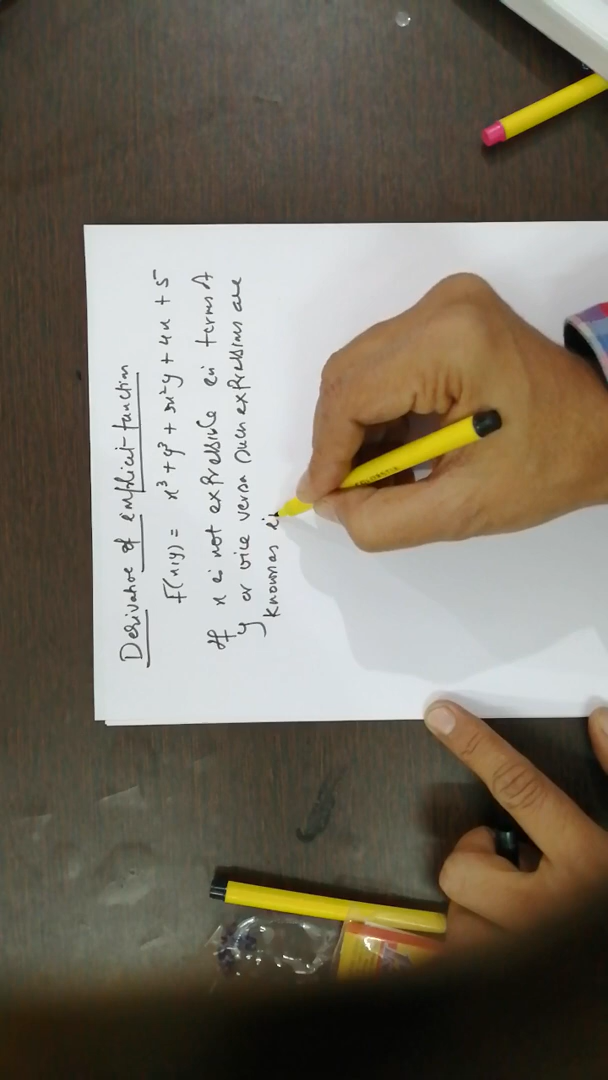 Derivative of implicit function
F(x,y) = x³ + y³ + 3x²y + 4x + 5
If x is not expressible in terms of
y or vice versa such expressions are
known as i